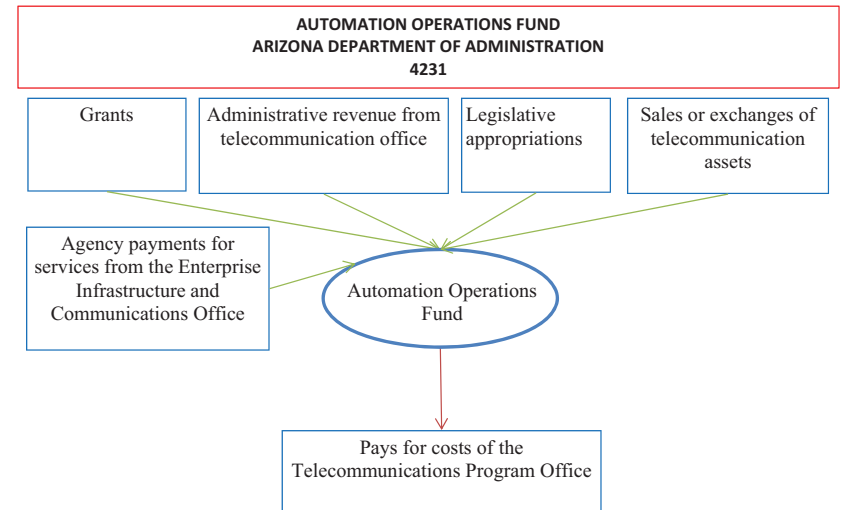 AUTOMATION OPERATIONS FUND
ARIZONA DEPARTMENT OF ADMINISTRATION
4231
Grants
Administrative revenue from
telecommunication office
Legislative
appropriations
Sales or exchanges of
telecommunication
assets
Agency payments for
services from the Enterprise
Infrastructure and
Communications Office
Automation Operations
Fund
Pays for costs of the
Telecommunications Program Office